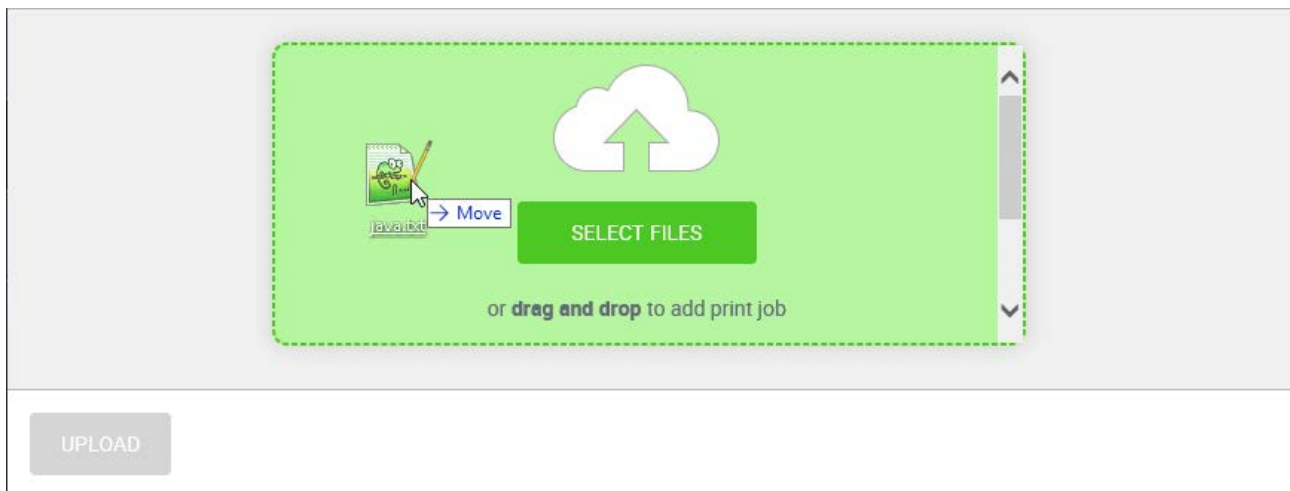 java.txt
→ Move
SELECT FILES
or drag and drop to add print job
UPLOAD